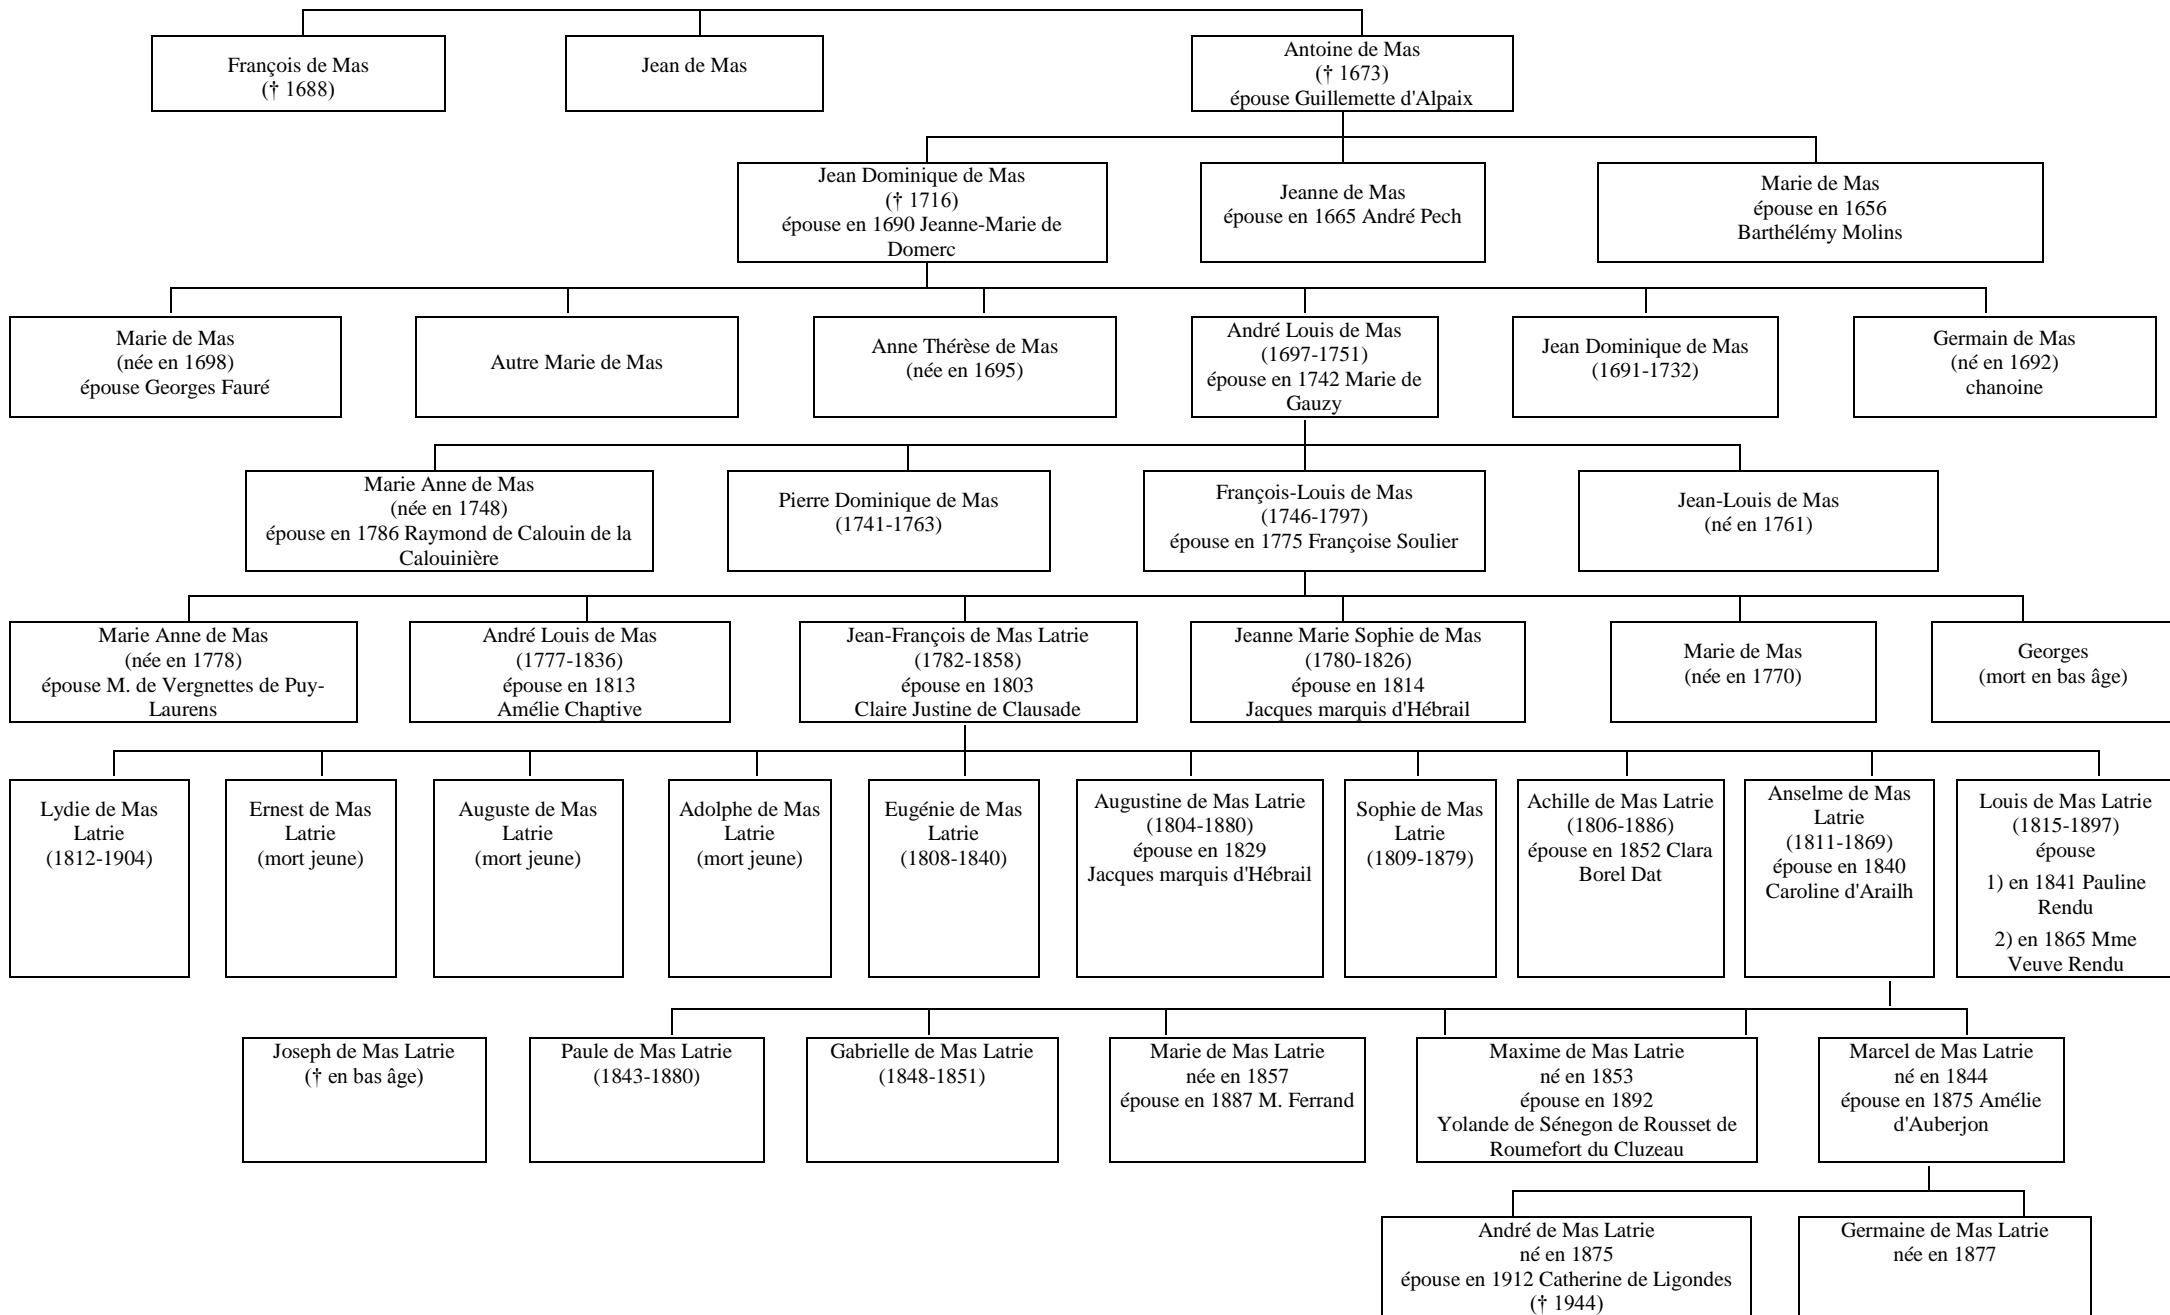 François de Mas
(† 1688)
Jean de Mas
Antoine de Mas
(† 1673)
épouse Guillemette d'Alpaix
Jean Dominique de Mas
(† 1716)
épouse en 1690 Jeanne-Marie de
Domerc
Jeanne de Mas
épouse en 1665 André Pech
Marie de Mas
épouse en 1656
Barthélémy Molins
Marie de Mas
(née en 1698)
épouse Georges Fauré
Autre Marie de Mas
Anne Thérèse de Mas
(née en 1695)
André Louis de Mas
(1697-1751)
épouse en 1742 Marie de
Gauzy
Jean Dominique de Mas
(1691-1732)
Germain de Mas
(né en 1692)
chanoine
Marie Anne de Mas
(née en 1748)
épouse en 1786 Raymond de Calouin de la
Calouinière
Pierre Dominique de Mas
(1741-1763)
François-Louis de Mas
(1746-1797)
épouse en 1775 Françoise Soulier
Jean-Louis de Mas
(né en 1761)
Marie Anne de Mas
(née en 1778)
épouse M. de Vergnettes de Puy-
Laurens
André Louis de Mas
(1777-1836)
épouse en 1813
Amélie Chaptive
Jean-François de Mas Latrie
(1782-1858)
épouse en 1803
Claire Justine de Clausade
Jeanne Marie Sophie de Mas
(1780-1826)
épouse en 1814
Jacques marquis d'Hébrail
Marie de Mas
(née en 1770)
Georges
(mort en bas âge)
Lydie de Mas
Latrie
(1812-1904)
Ernest de Mas
Latrie
(mort jeune)
Auguste de Mas
Latrie
(mort jeune)
Adolphe de Mas
Latrie
(mort jeune)
Eugénie de Mas
Latrie
(1808-1840)
Augustine de Mas Latrie
(1804-1880)
épouse en 1829
Jacques marquis d'Hébrail
Sophie de Mas
Latrie
(1809-1879)
Achille de Mas Latrie
(1806-1886)
épouse en 1852 Clara
Borel Dat
Anselme de Mas
Latrie
(1811-1869)
épouse en 1840
Caroline d'Arailh
Louis de Mas Latrie
(1815-1897)
épouse
1) en 1841 Pauline
Rendu
2) en 1865 Mme
Veuve Rendu
Joseph de Mas Latrie
(† en bas âge)
Paule de Mas Latrie
(1843-1880)
Gabrielle de Mas Latrie
(1848-1851)
Marie de Mas Latrie
née en 1857
épouse en 1887 M. Ferrand
Maxime de Mas Latrie
né en 1853
épouse en 1892
Yolande de Sénegon de Rousset de
Roumefort du Cluzeau
Marcel de Mas Latrie
né en 1844
épouse en 1875 Amélie
d'Auberjon
André de Mas Latrie
né en 1875
épouse en 1912 Catherine de Ligondes
(† 1944)
Germaine de Mas Latrie
née en 1877